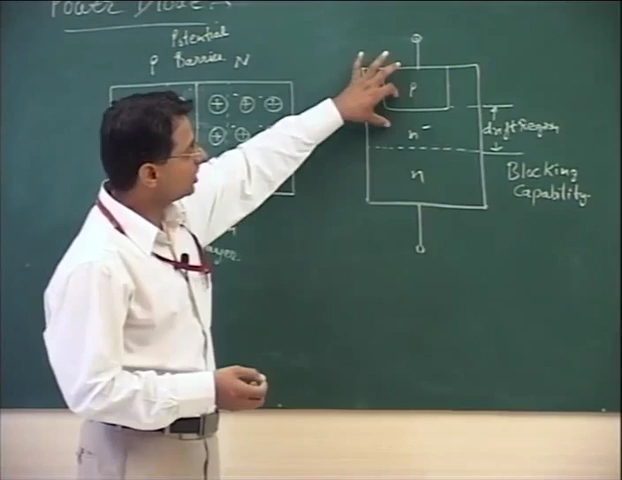 Power Diode:
Potential
P Barrier N
+ + +
+ +
P
n⁻
n
drift Region
Blocking
Capability